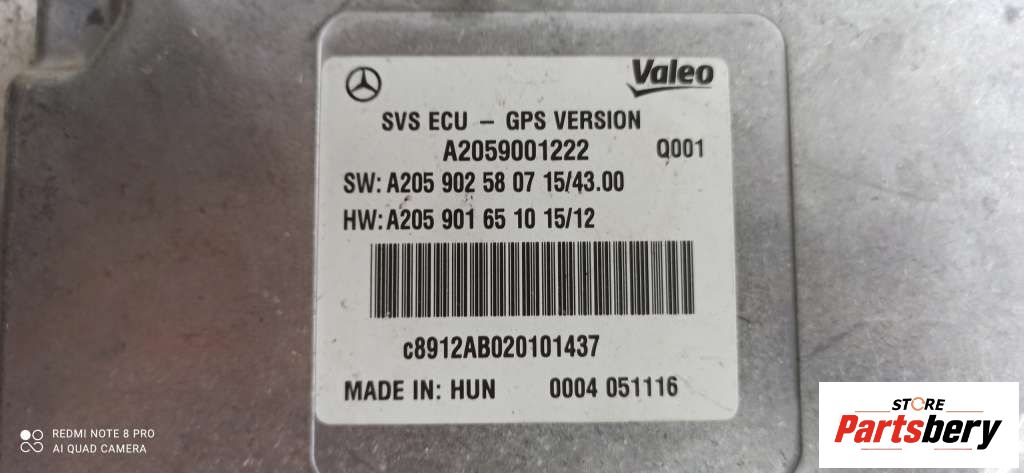 Valeo
SVS ECU – GPS VERSION
A2059001222 Q001
SW: A205 902 58 07 15/43.00
HW: A205 901 65 10 15/12
c8912AB020101437
MADE IN: HUN 0004 051116
REDMI NOTE 8 PRO
AI QUAD CAMERA
STORE
Partsbery